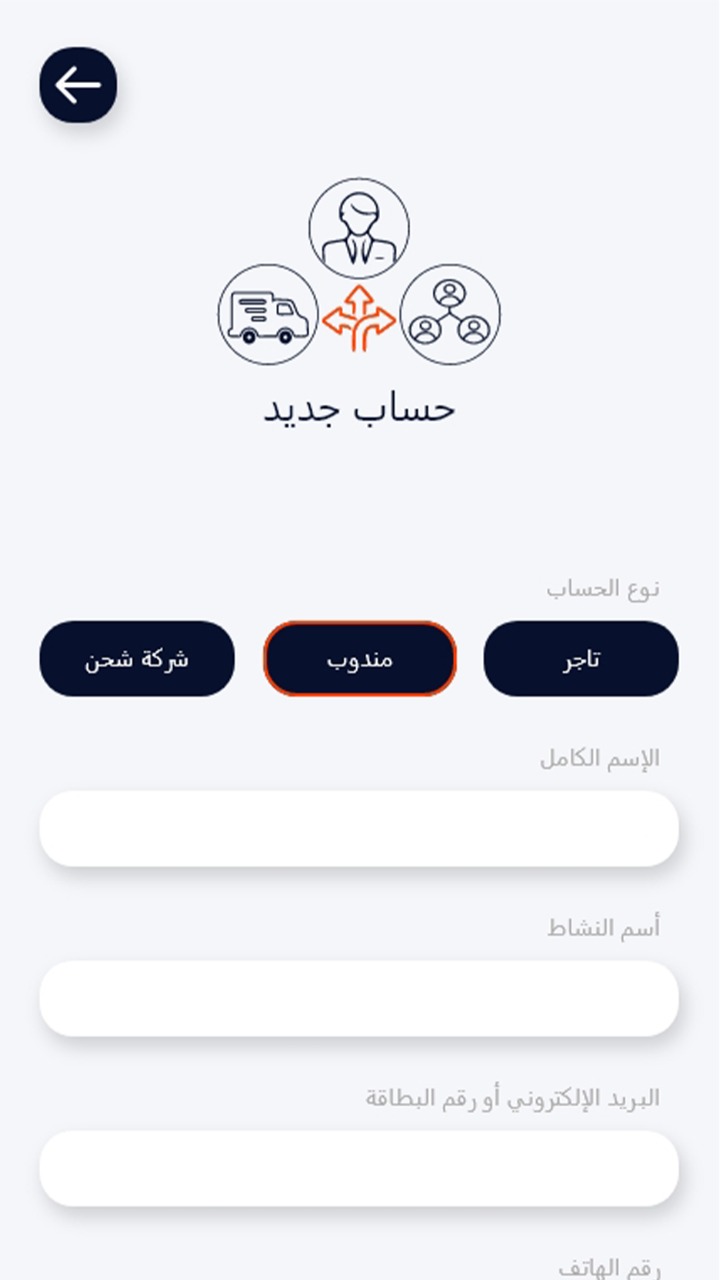 حساب جديد
نوع الحساب
تاجر
مندوب
شركة شحن
الإسم الكامل
أسم النشاط
البريد الإلكتروني أو رقم البطاقة
رقم الهاتف